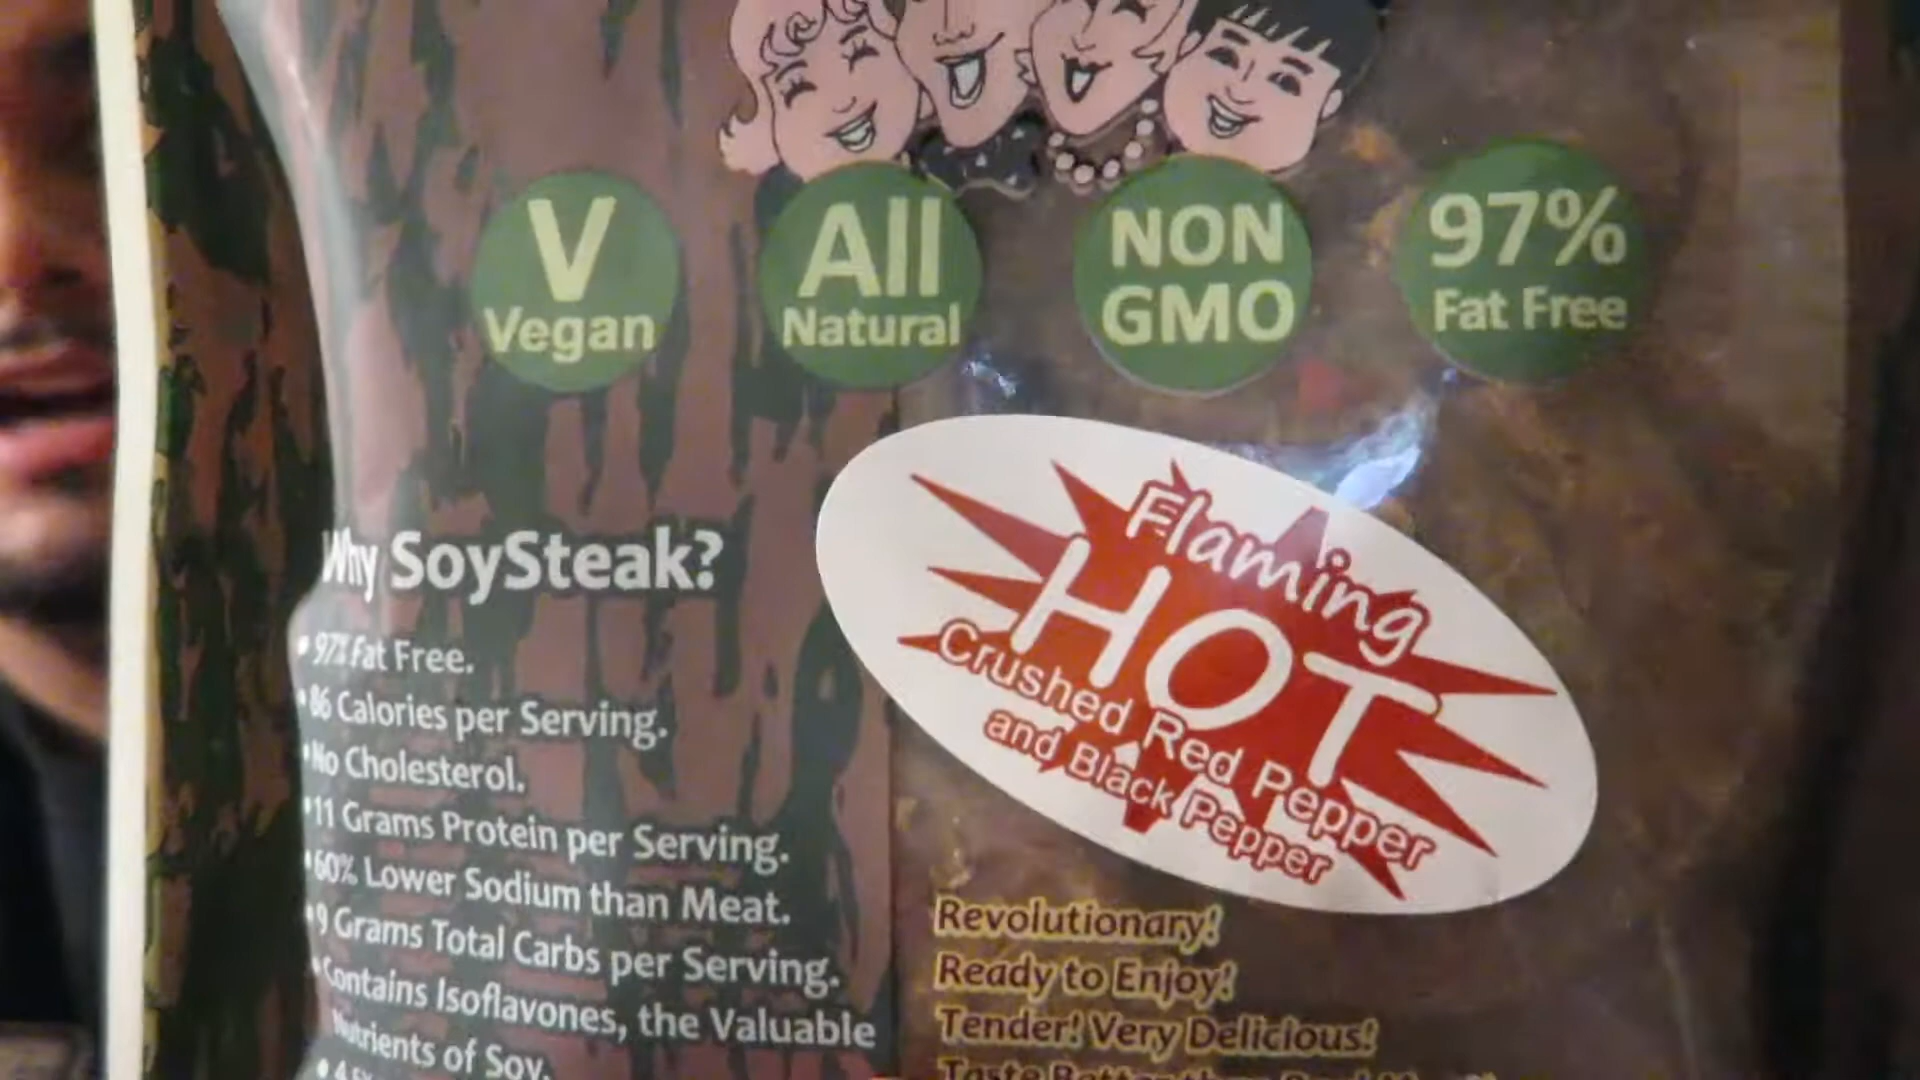 V
Vegan
All
Natural
NON
GMO
97%
Fat Free
Why SoySteak?
• 97% Fat Free.
• 86 Calories per Serving.
• No Cholesterol.
• 11 Grams Protein per Serving.
• 60% Lower Sodium than Meat.
• 9 Grams Total Carbs per Serving.
• Contains Isoflavones, the Valuable
Nutrients of Soy.
Flaming
HOT
Crushed Red Pepper
and Black Pepper
Revolutionary!
Ready to Enjoy!
Tender! Very Delicious!